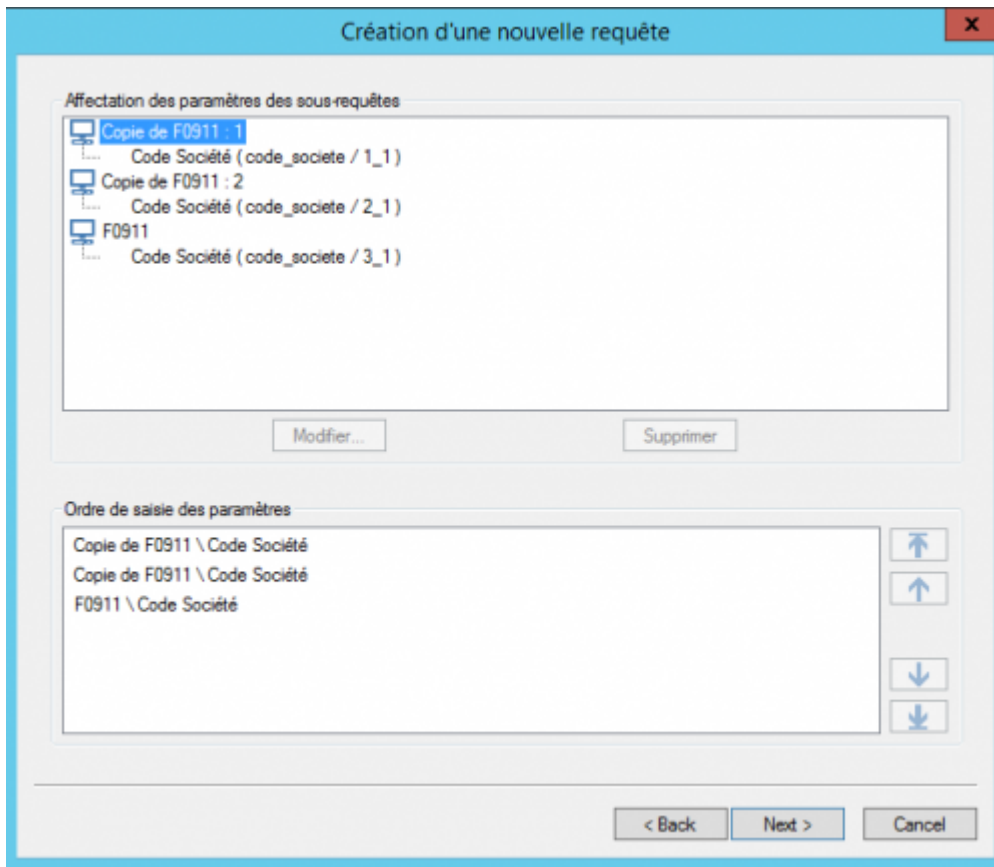 Création d'une nouvelle requête
x
Affectation des paramètres des sous-requêtes
Copie de F0911 : 1
Code Société ( code_societe / 1_1 )
Copie de F0911 : 2
Code Société ( code_societe / 2_1 )
F0911
Code Société ( code_societe / 3_1 )
Modifier... Supprimer
Ordre de saisie des paramètres
Copie de F0911 \ Code Société
Copie de F0911 \ Code Société
F0911 \ Code Société
< Back Next > Cancel